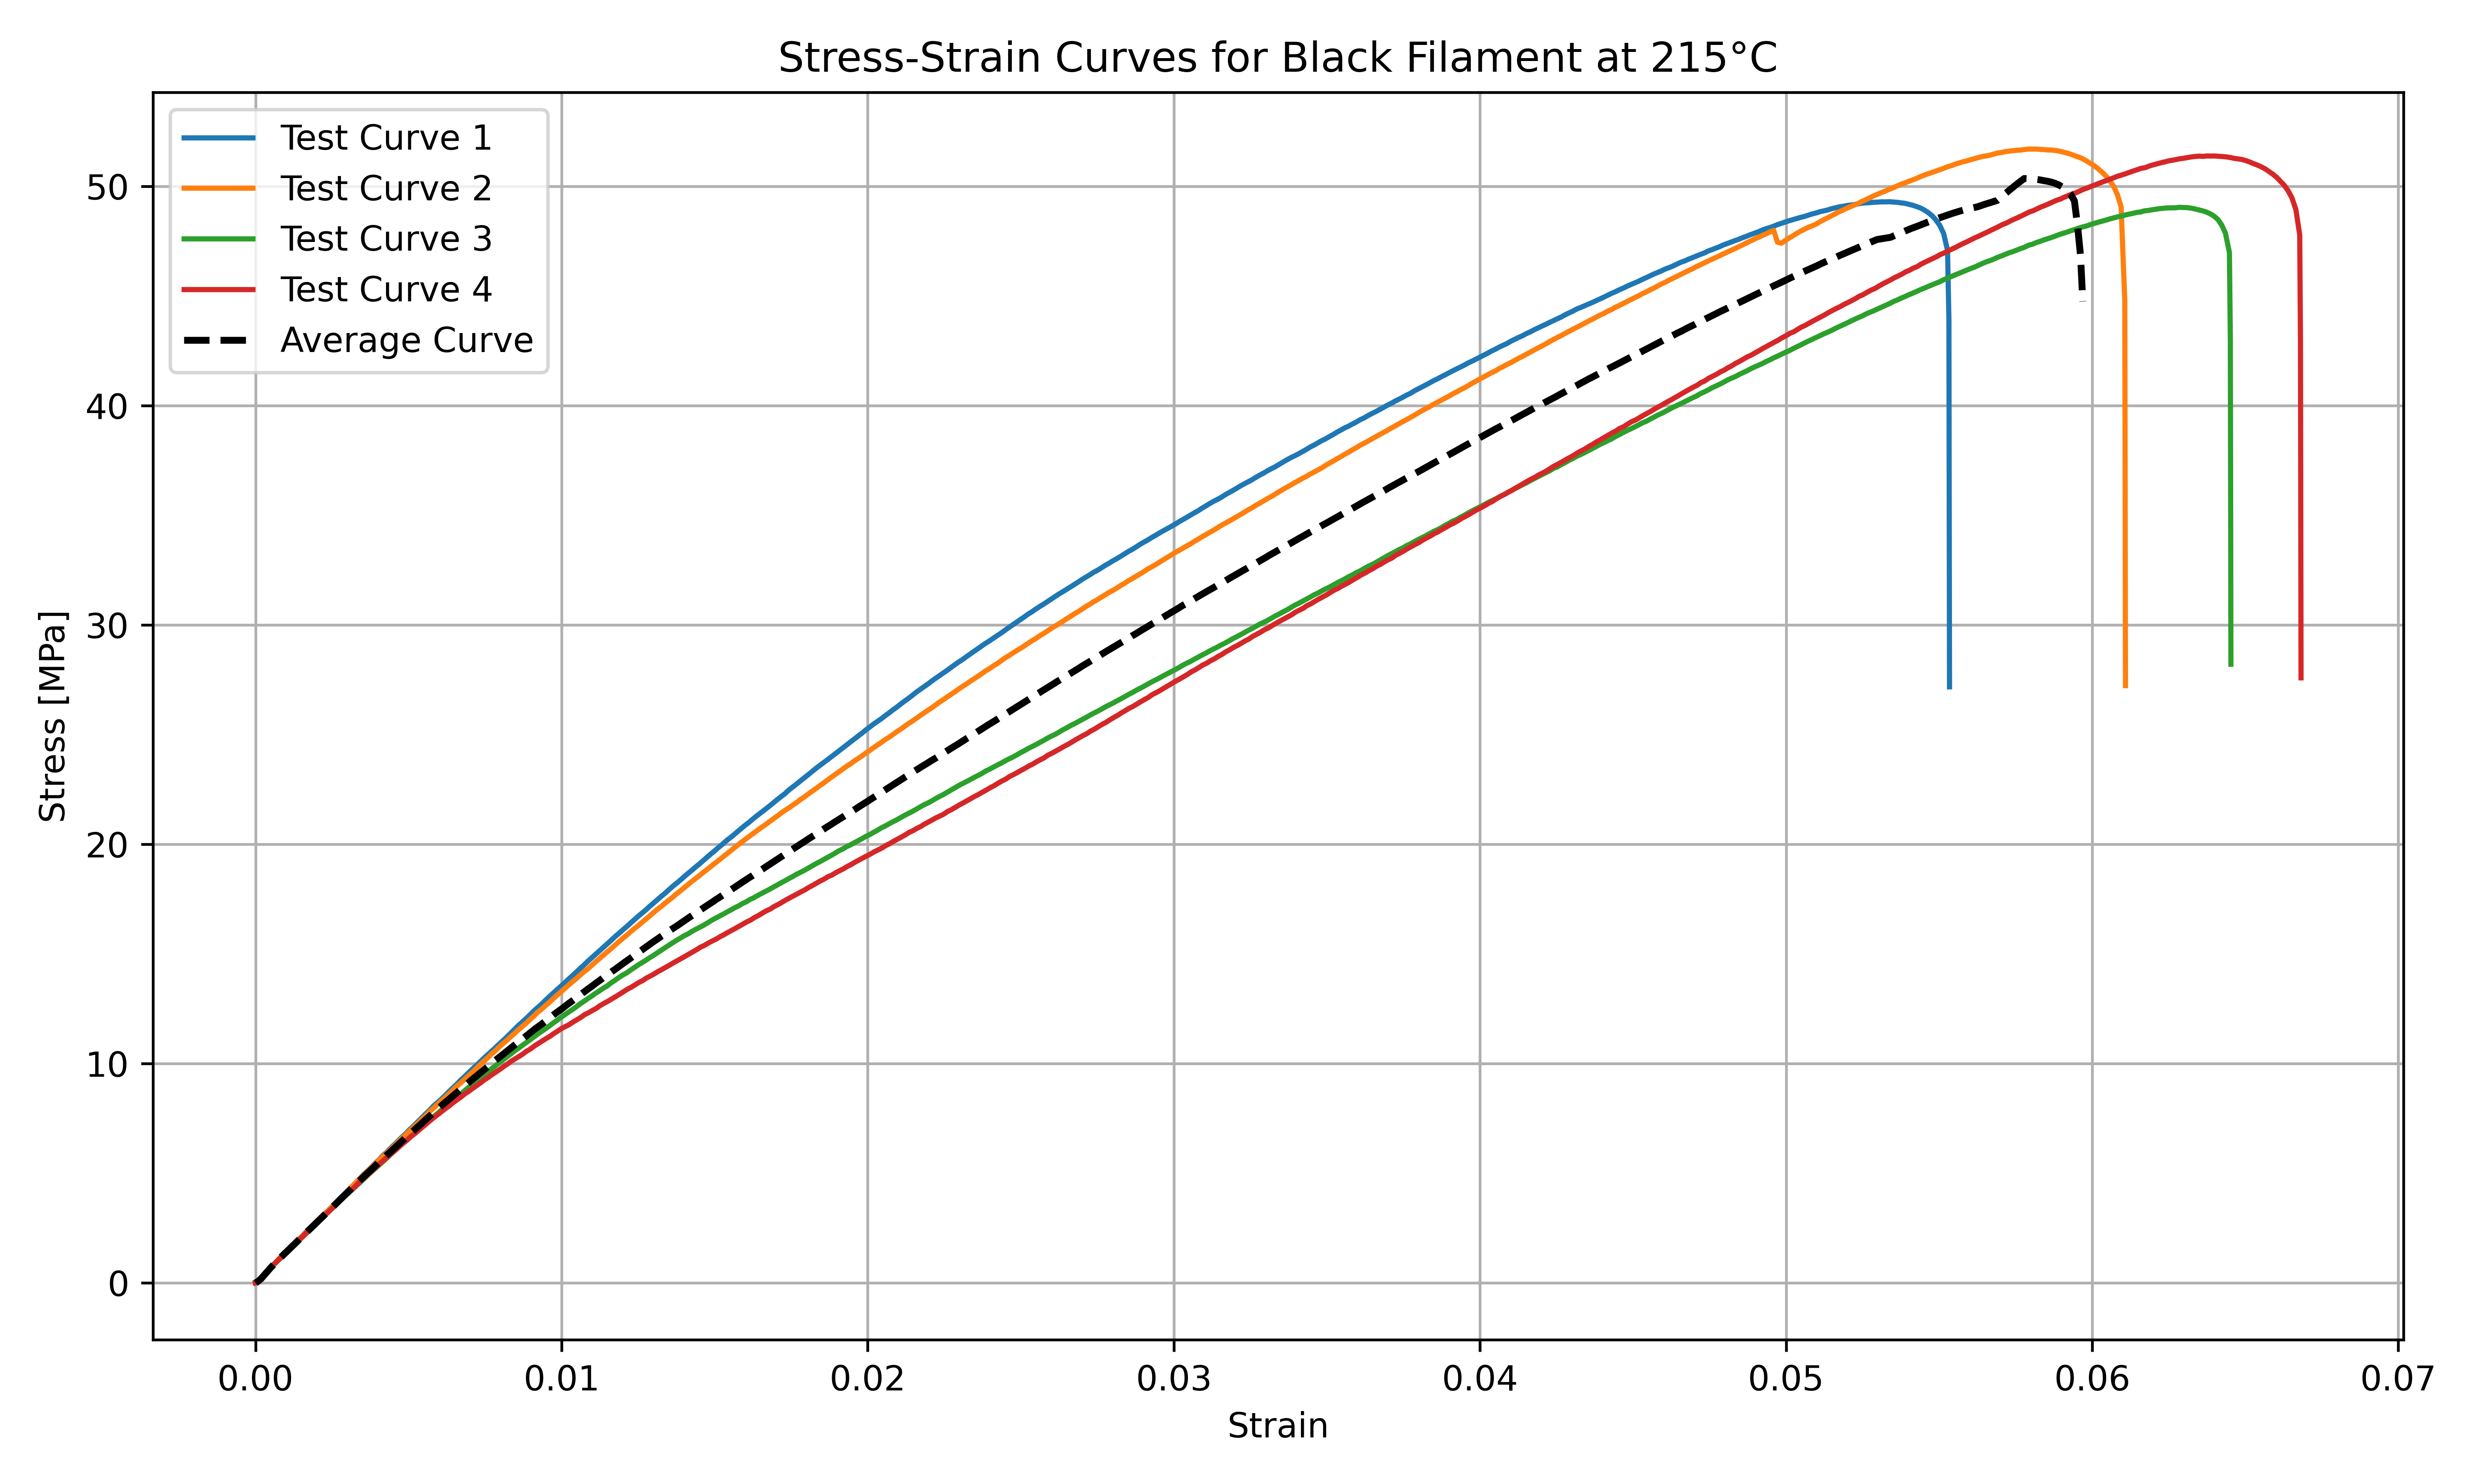 Stress-Strain Curves for Black Filament at 215°C
Test Curve 1
Test Curve 2
Test Curve 3
Test Curve 4
Average Curve
50
40
30
20
10
0
Stress [MPa]
0.00 0.01 0.02 0.03 0.04 0.05 0.06 0.07
Strain